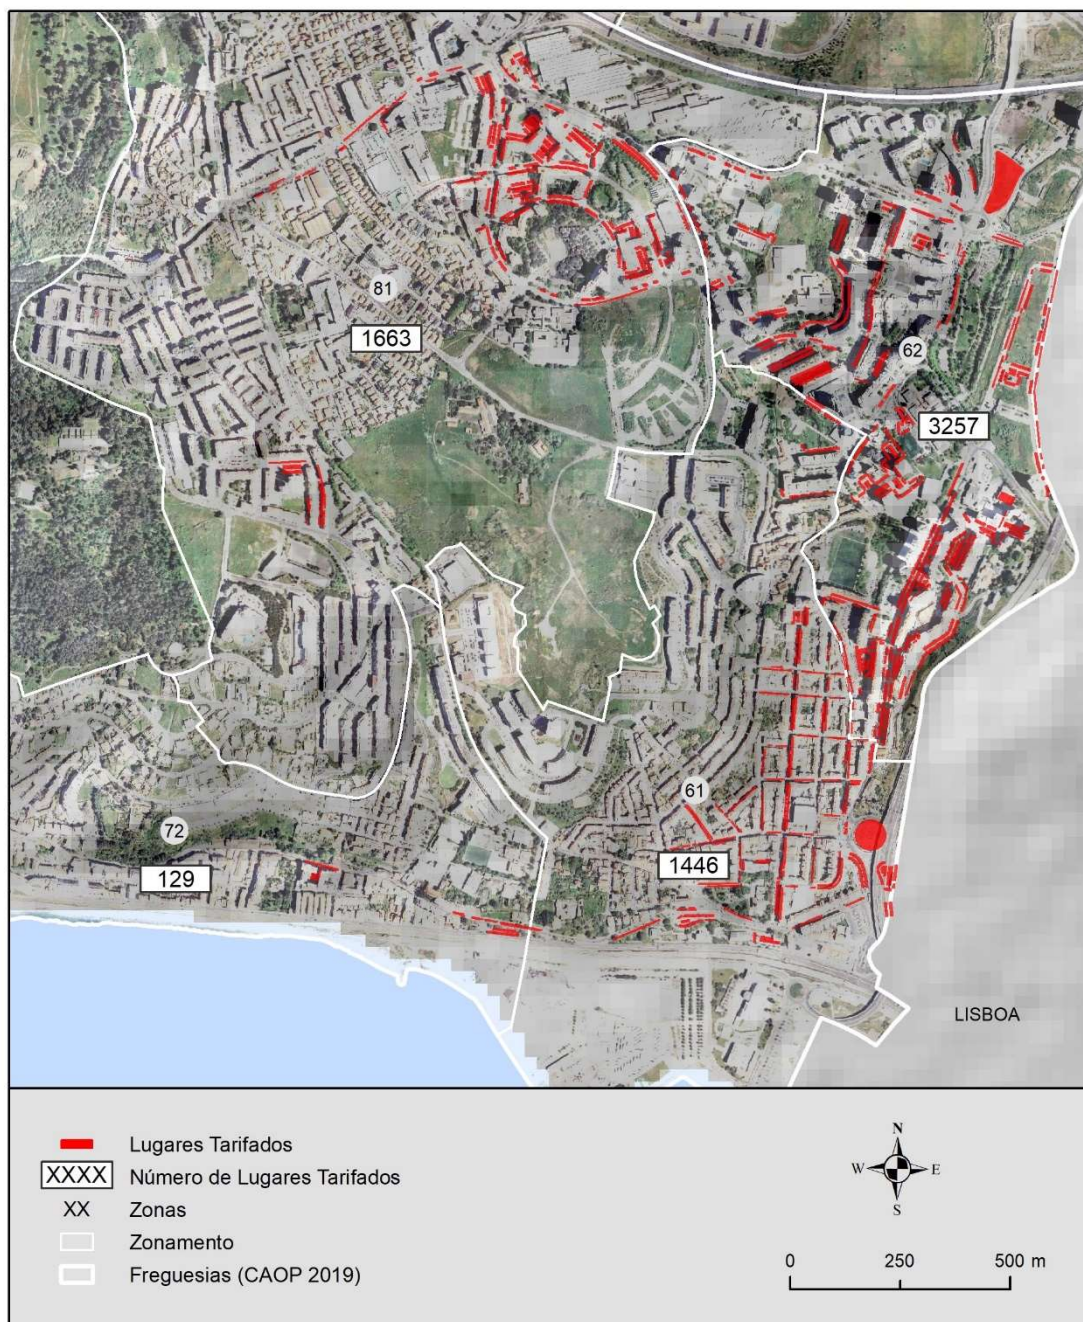 81
1663
62
3257
61
1446
72
129
LISBOA
Lugares Tarifados
XXXX Número de Lugares Tarifados
XX Zonas
Zonamento
Freguesias (CAOP 2019)
N
W E
S
0 250 500 m